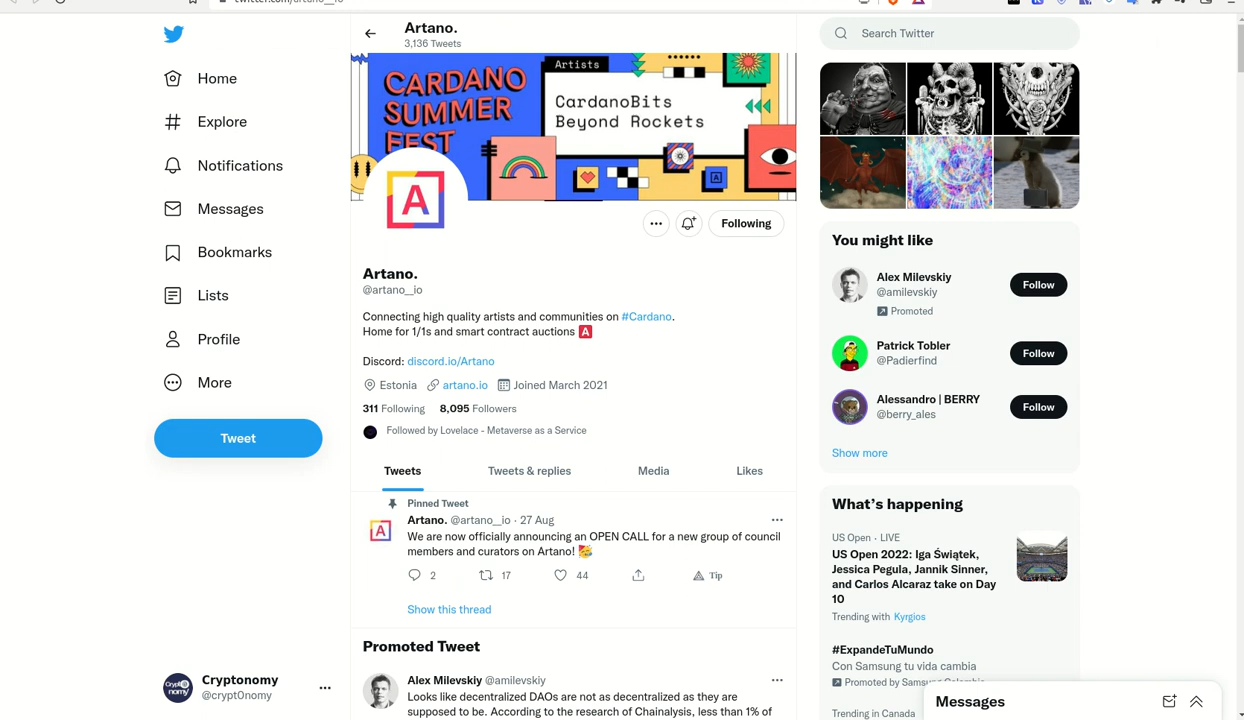 twitter.com/artano__io
Home
Explore
Notifications
Messages
Bookmarks
Lists
Profile
More
Tweet
Cryptonomy
@crypt0nomy
Artano.
3,136 Tweets
CARDANO
SUMMER
FEST
Artists
CardanoBits
Beyond Rockets
A
A
Following
Artano.
@artano__io
Connecting high quality artists and communities on #Cardano.
Home for 1/1s and smart contract auctions A
Discord: discord.io/Artano
Estonia artano.io Joined March 2021
311 Following 8,095 Followers
Followed by Lovelace - Metaverse as a Service
Tweets Tweets & replies Media Likes
Pinned Tweet
A
Artano. @artano__io · 27 Aug
We are now officially announcing an OPEN CALL for a new group of council
members and curators on Artano!
2 17 44 Tip
Show this thread
Promoted Tweet
Alex Milevskiy @amilevskiy
Looks like decentralized DAOs are not as decentralized as they are
supposed to be. According to the research of Chainalysis, less than 1% of
Search Twitter
You might like
Alex Milevskiy
@amilevskiy
Promoted
Follow
Patrick Tobler
@Padierfind
Follow
Alessandro | BERRY
@berry_ales
Follow
Show more
What's happening
US Open · LIVE
US Open 2022: Iga Świątek,
Jessica Pegula, Jannik Sinner,
and Carlos Alcaraz take on Day
10
Trending with Kyrgios
#ExpandeTuMundo
Con Samsung tu vida cambia
Promoted by Samsung Colombia
Trending in Canada
Messages